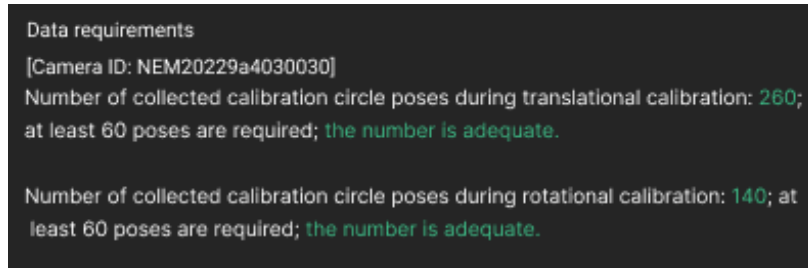 Data requirements
[Camera ID: NEM20229a4030030]
Number of collected calibration circle poses during translational calibration: 260;
at least 60 poses are required; the number is adequate.
Number of collected calibration circle poses during rotational calibration: 140; at
least 60 poses are required; the number is adequate.